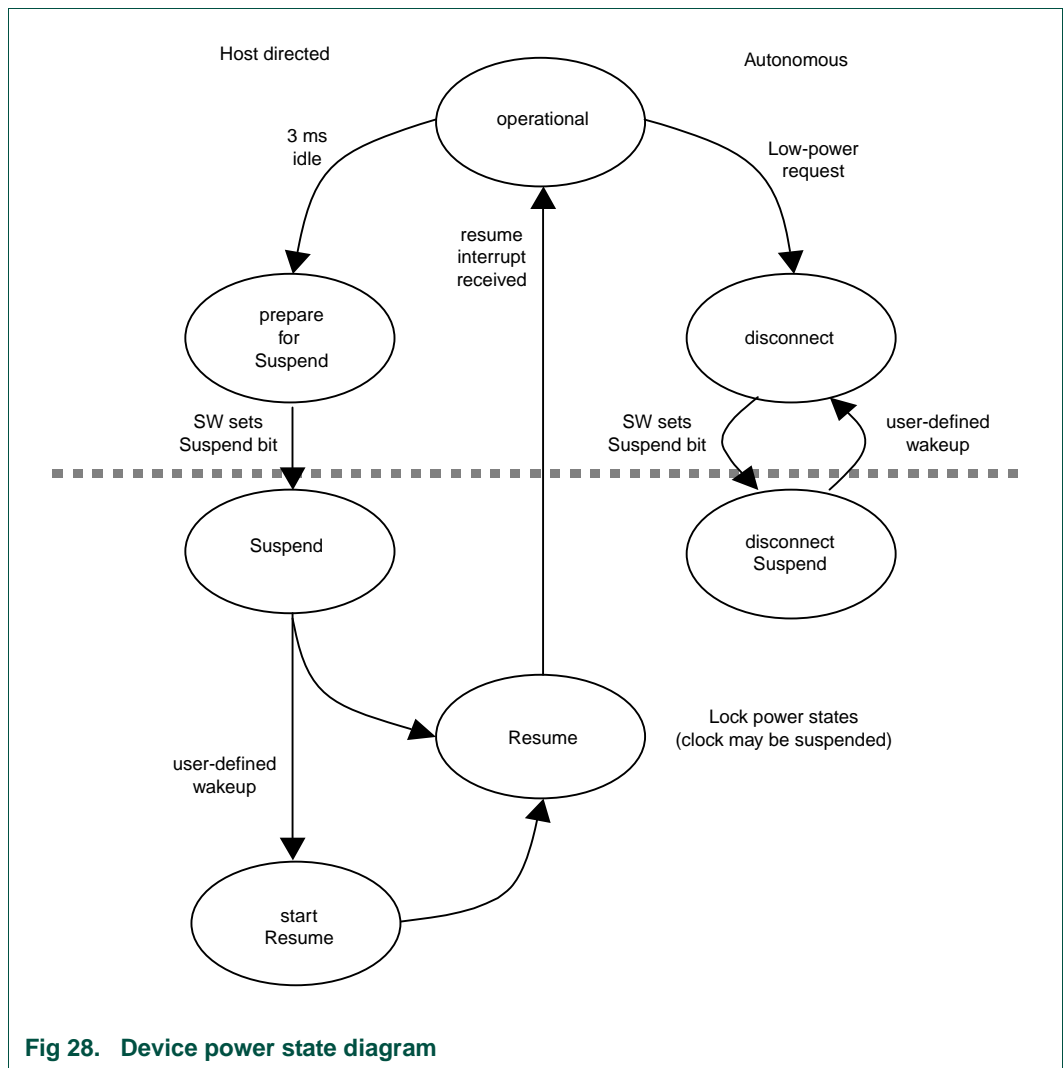 Host directed
Autonomous
operational
3 ms
idle
Low-power
request
resume
interrupt
received
prepare
for
Suspend
disconnect
SW sets
Suspend bit
SW sets
Suspend bit
user-defined
wakeup
Suspend
disconnect
Suspend
Resume
Lock power states
(clock may be suspended)
user-defined
wakeup
start
Resume
Fig 28. Device power state diagram